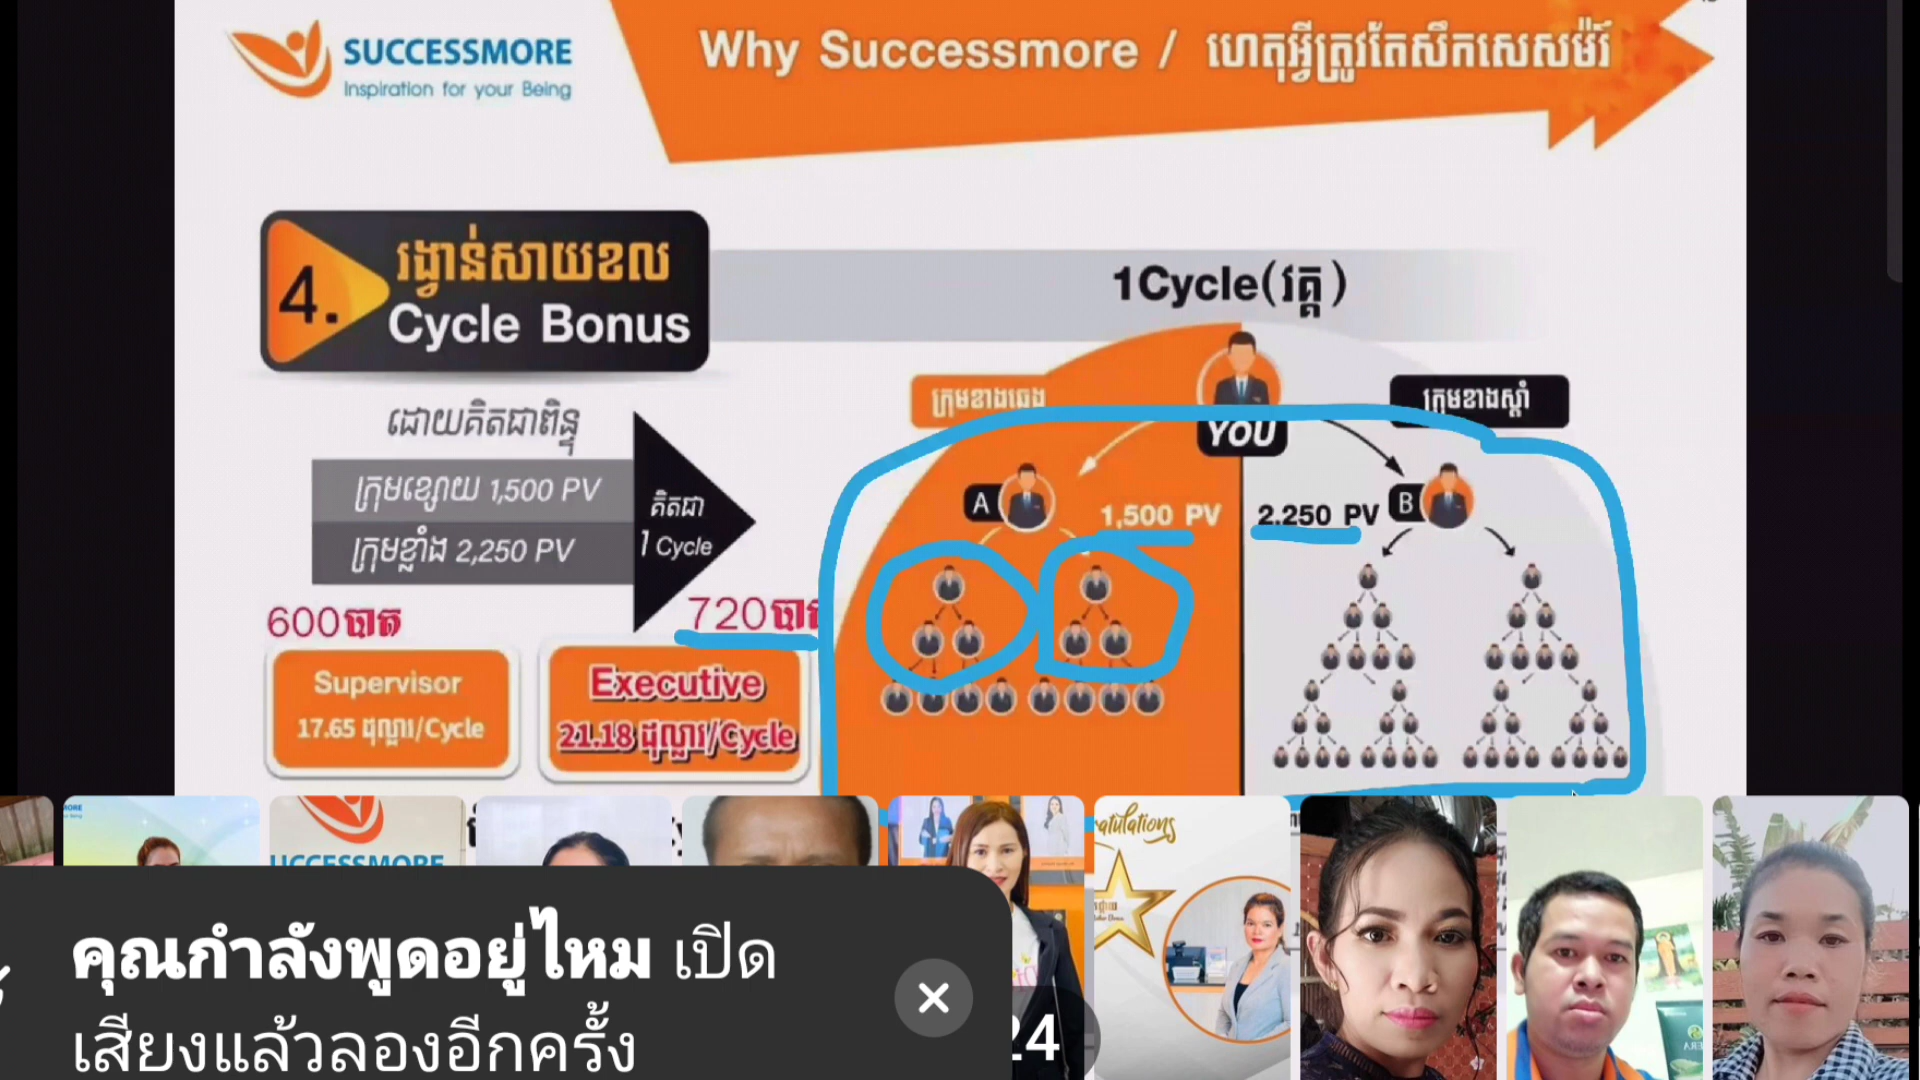 SUCCESSMORE
Inspiration for your Being
Why Successmore / ហេតុអ្វីត្រូវតែសឹកសេសម៉រ៍
4.
រង្វាន់សាយខល
Cycle Bonus
1Cycle(វគ្គ)
ក្រុមខាងឆេង
ក្រុមខាងស្ដាំ
YOU
ដោយគិតជាពិន្ទុ
ក្រុមខ្សោយ 1,500 PV
ក្រុមខ្លាំង 2,250 PV
គិតជា
1 Cycle
A
1,500 PV
2,250 PV
B
600បាត
720បាត
Supervisor
17.65 ដុល្លារ/Cycle
Executive
21.18 ដុល្លារ/Cycle
SUCCESSMORE
คุณกำลังพูดอยู่ไหม เปิด
เสียงแล้วลองอีกครั้ง
24